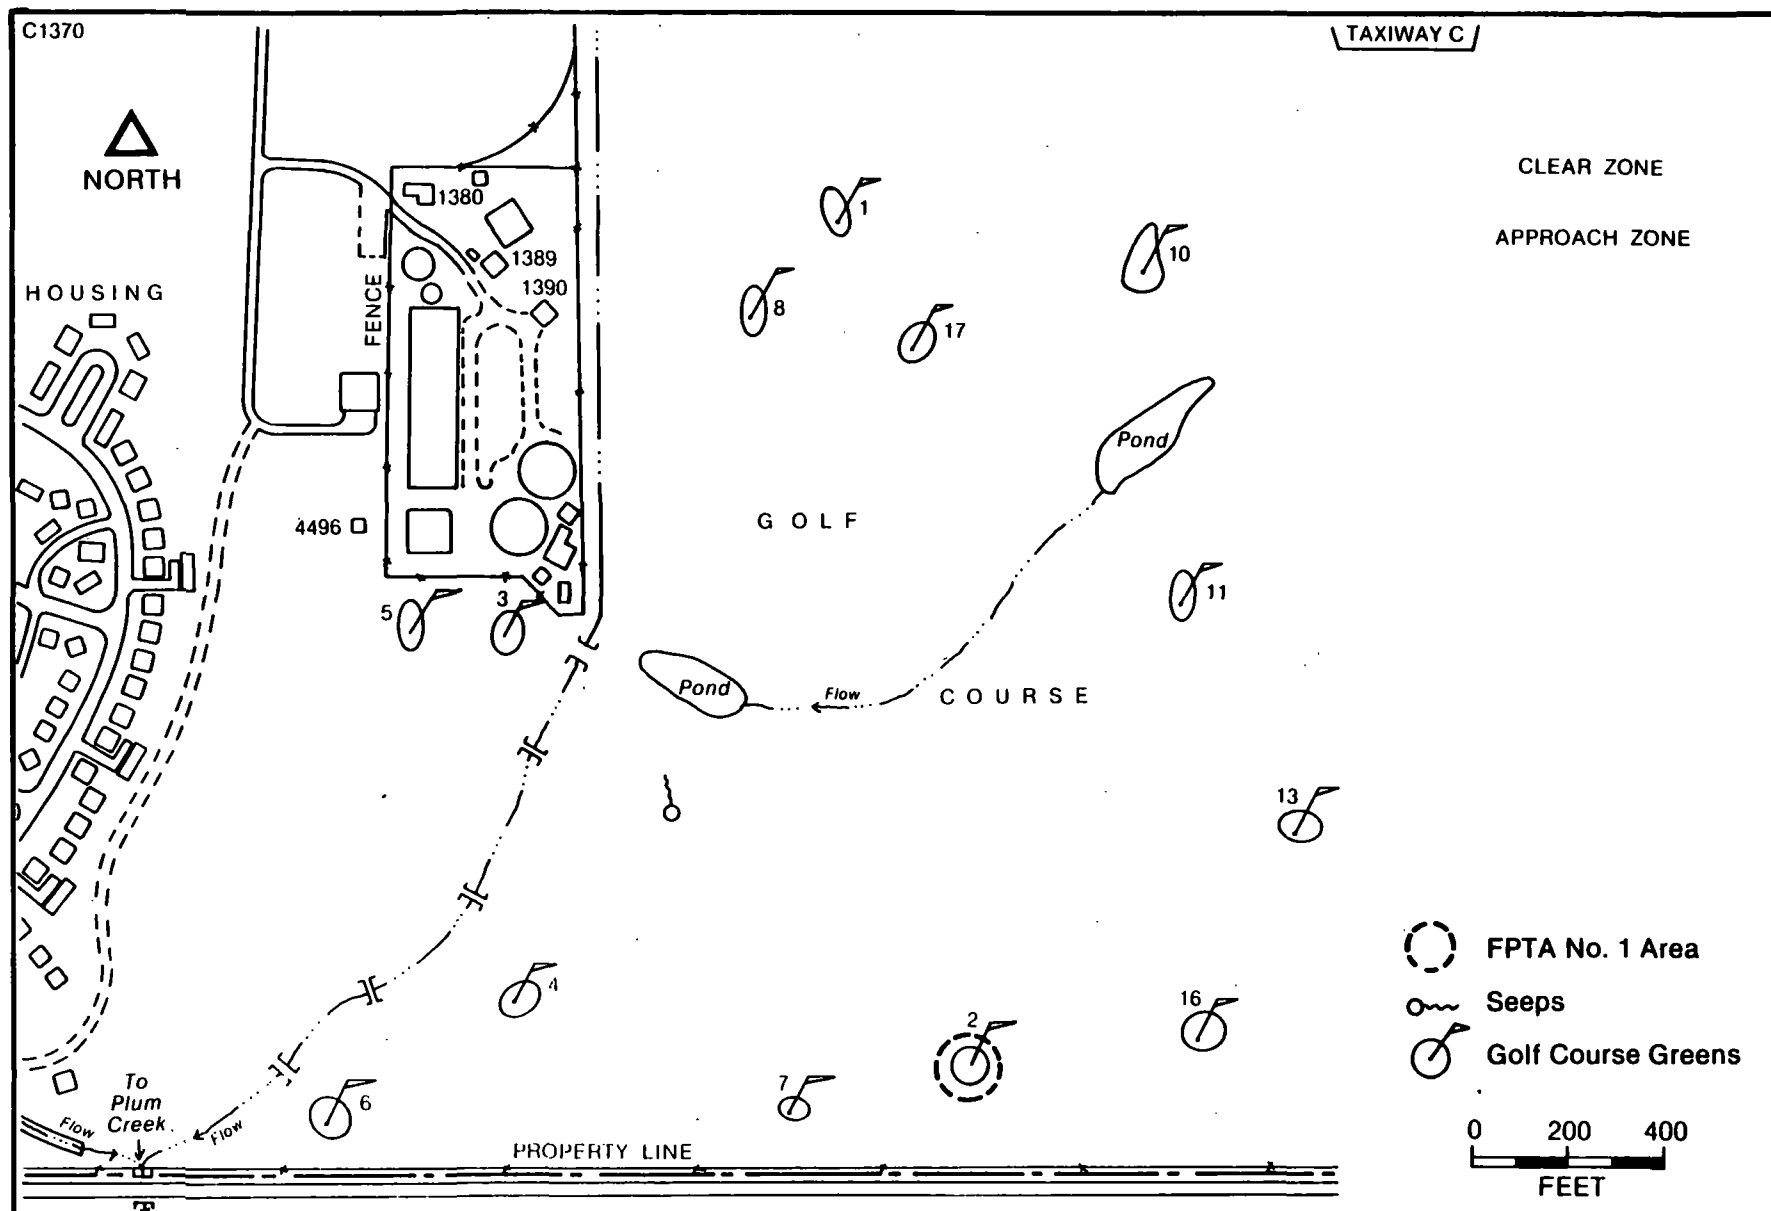 C1370
TAXIWAY C
NORTH
CLEAR ZONE
APPROACH ZONE
1380
1
10
1389
1390
8
17
HOUSING
FENCE
Pond
4496
GOLF
5
3
11
Pond
Flow
COURSE
13
4
2
16
7
6
FPTA No. 1 Area
Seeps
Golf Course Greens
To
Plum
Creek
Flow
Flow
PROPERTY LINE
0 200 400
FEET